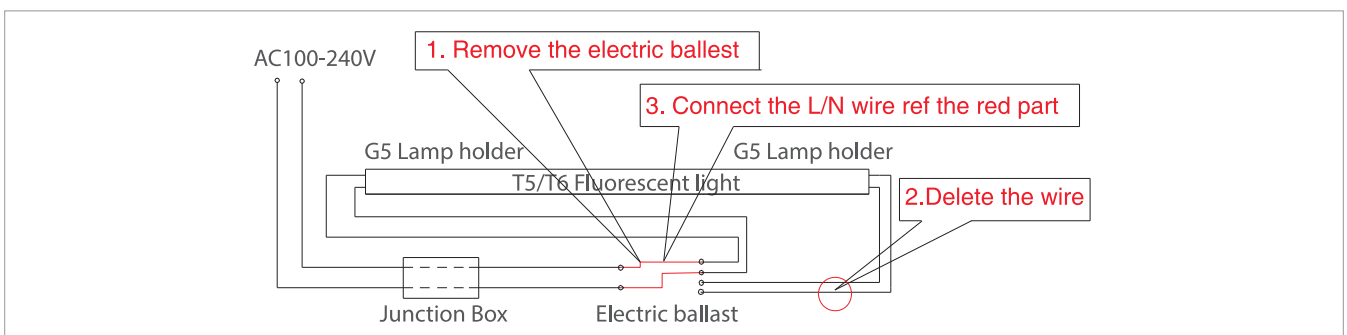 AC100-240V
1. Remove the electric ballest
3. Connect the L/N wire ref the red part
G5 Lamp holder
G5 Lamp holder
T5/T6 Fluorescent light
2.Delete the wire
Junction Box
Electric ballast